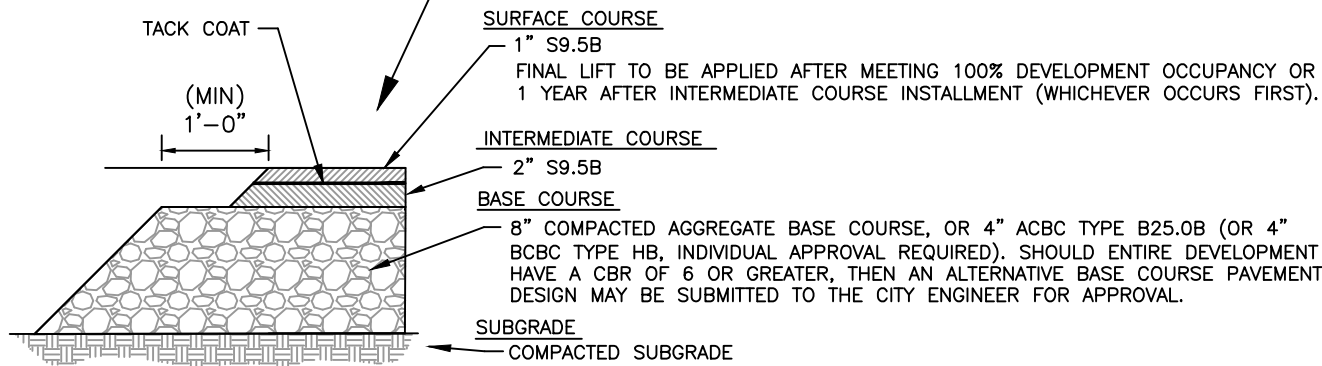 TACK COAT
(MIN)
1'-0"
SURFACE COURSE
1" S9.5B
FINAL LIFT TO BE APPLIED AFTER MEETING 100% DEVELOPMENT OCCUPANCY OR
1 YEAR AFTER INTERMEDIATE COURSE INSTALLMENT (WHICHEVER OCCURS FIRST).
INTERMEDIATE COURSE
2" S9.5B
BASE COURSE
8" COMPACTED AGGREGATE BASE COURSE, OR 4" ACBC TYPE B25.0B (OR 4"
BCBC TYPE HB, INDIVIDUAL APPROVAL REQUIRED). SHOULD ENTIRE DEVELOPMENT
HAVE A CBR OF 6 OR GREATER, THEN AN ALTERNATIVE BASE COURSE PAVEMENT
DESIGN MAY BE SUBMITTED TO THE CITY ENGINEER FOR APPROVAL.
SUBGRADE
COMPACTED SUBGRADE